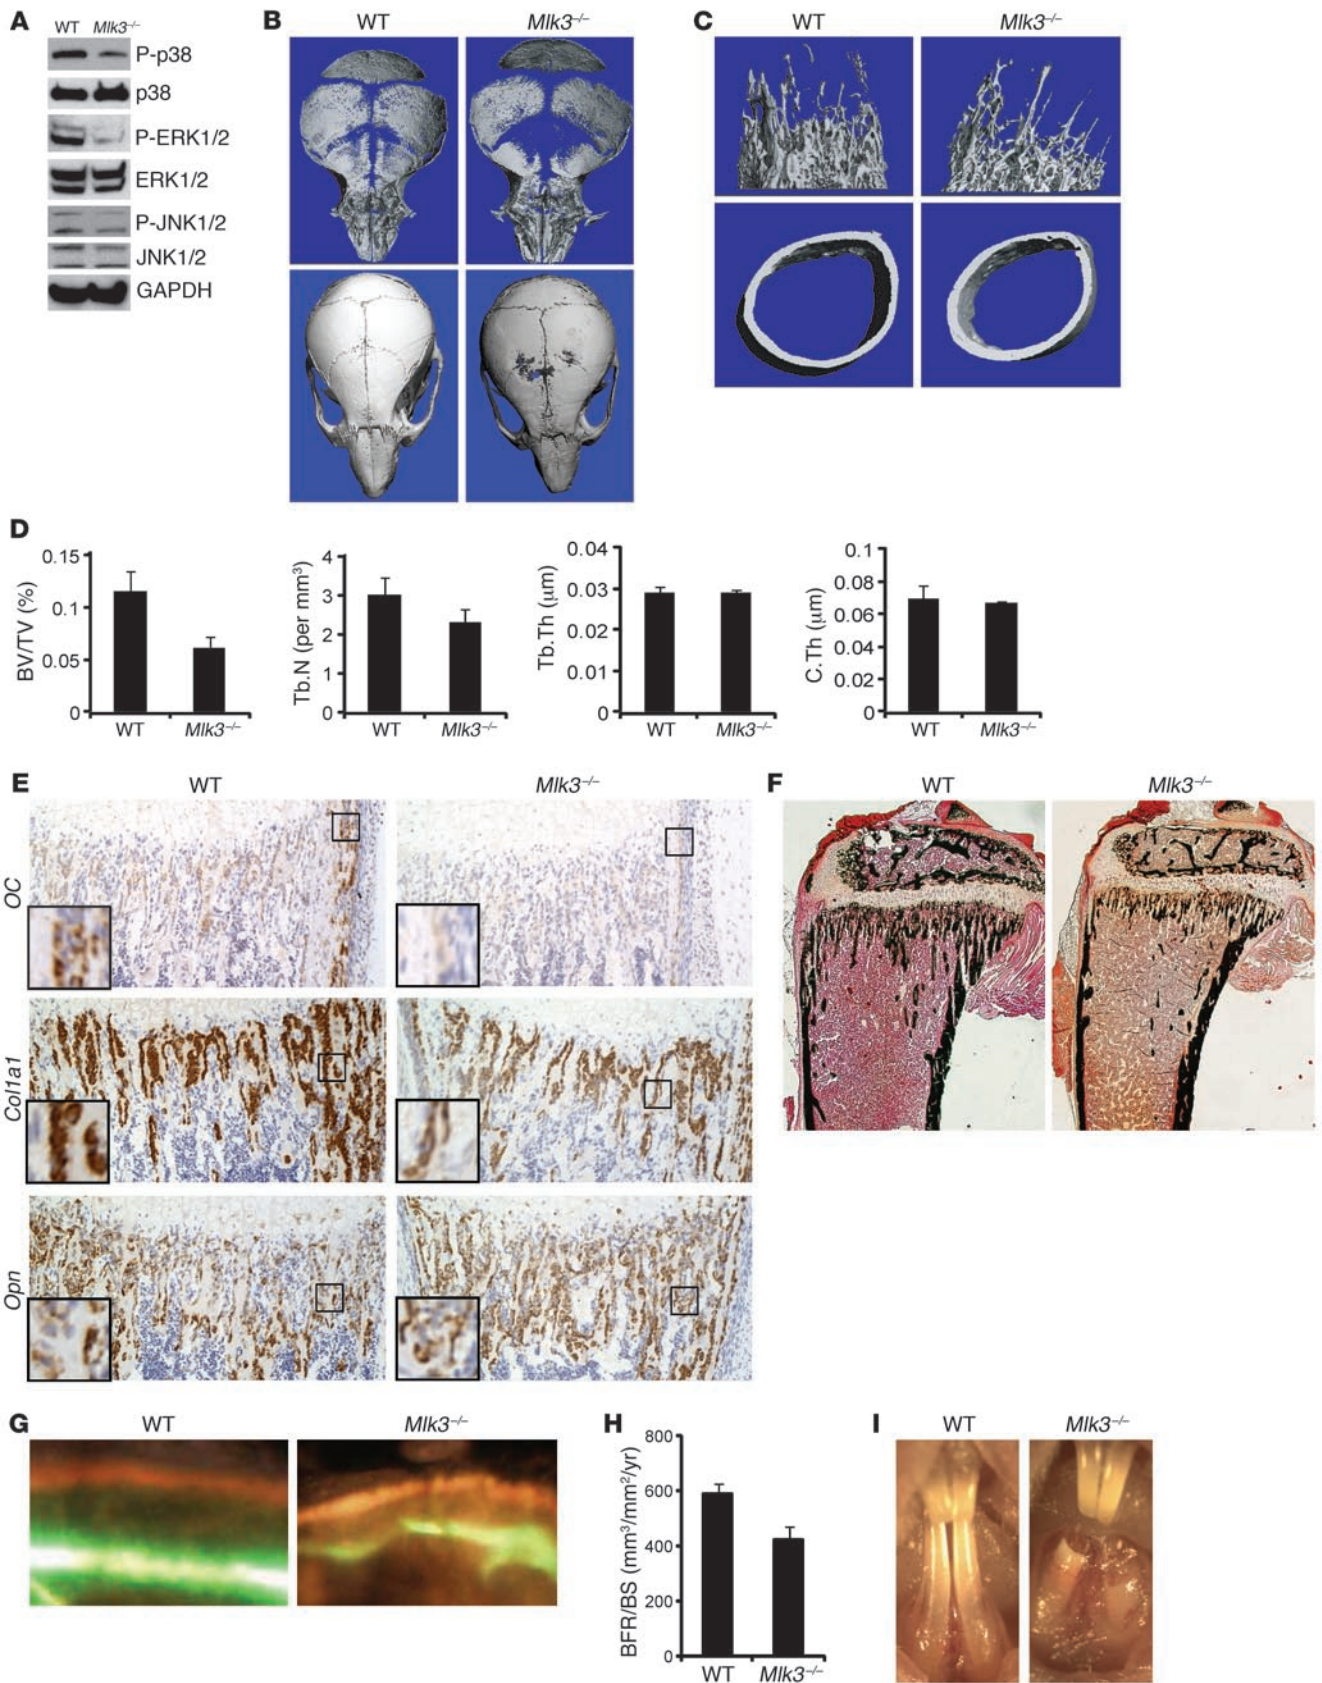 A
WT Mlk3–/–
P-p38
p38
P-ERK1/2
ERK1/2
P-JNK1/2
JNK1/2
GAPDH
B
WT Mlk3–/–
C
WT Mlk3–/–
D
BV/TV (%)
0.15
0.1
0.05
0
WT Mlk3–/–
Tb.N (per mm³)
4
3
2
1
0
WT Mlk3–/–
Tb.Th (μm)
0.04
0.03
0.02
0.01
0
WT Mlk3–/–
C.Th (μm)
0.1
0.08
0.06
0.04
0.02
0
WT Mlk3–/–
E
WT Mlk3–/–
OC
Col1a1
Opn
F
WT Mlk3–/–
G
WT Mlk3–/–
H
BFR/BS (mm³/mm²/yr)
800
600
400
200
0
WT Mlk3–/–
I
WT Mlk3–/–